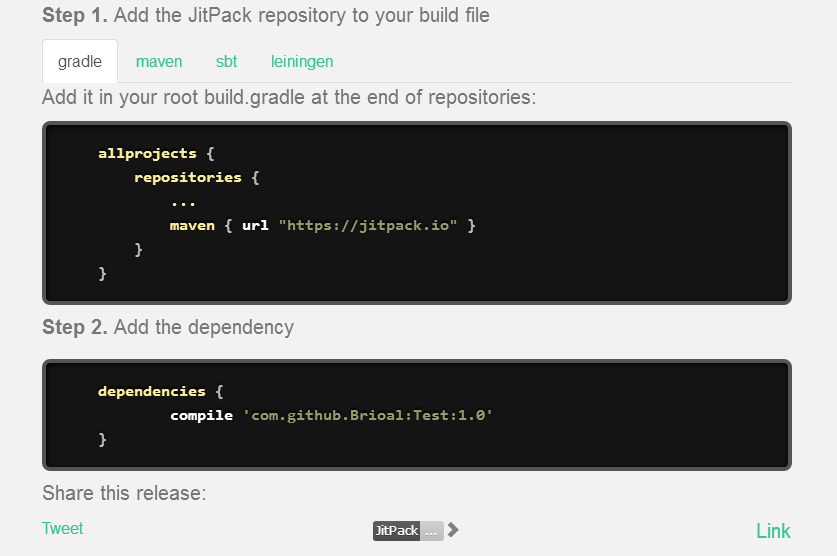 Step 1. Add the JitPack repository to your build file
gradle maven sbt leiningen
Add it in your root build.gradle at the end of repositories:
allprojects {
repositories {
...
maven { url "https://jitpack.io" }
}
}
Step 2. Add the dependency
dependencies {
compile 'com.github.Brioal:Test:1.0'
}
Share this release:
Tweet JitPack ... Link